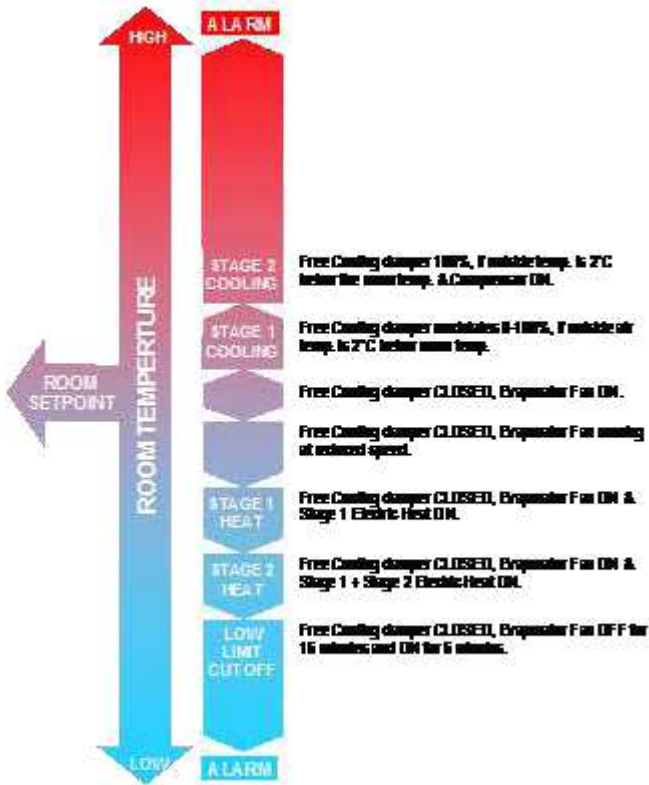 ALARM
HIGH
STAGE 2
COOLING
Free Cooling damper 100%, if outside temp. is 2°C
below the room temp. & Compressor ON.
STAGE 1
COOLING
Free Cooling damper modulates 0-100%, if outside air
temp. is 2°C below room temp.
ROOM
SETPOINT
ROOM TEMPERTURE
Free Cooling damper CLOSED, Evaporator Fan ON.
Free Cooling damper CLOSED, Evaporator Fan running
at reduced speed.
STAGE 1
HEAT
Free Cooling damper CLOSED, Evaporator Fan ON &
Stage 1 Electric Heat ON.
STAGE 2
HEAT
Free Cooling damper CLOSED, Evaporator Fan ON &
Stage 1 + Stage 2 Electric Heat ON.
LOW
LIMIT
CUT OFF
Free Cooling damper CLOSED, Evaporator Fan OFF for
15 minutes and ON for 5 minutes.
LOW
ALARM